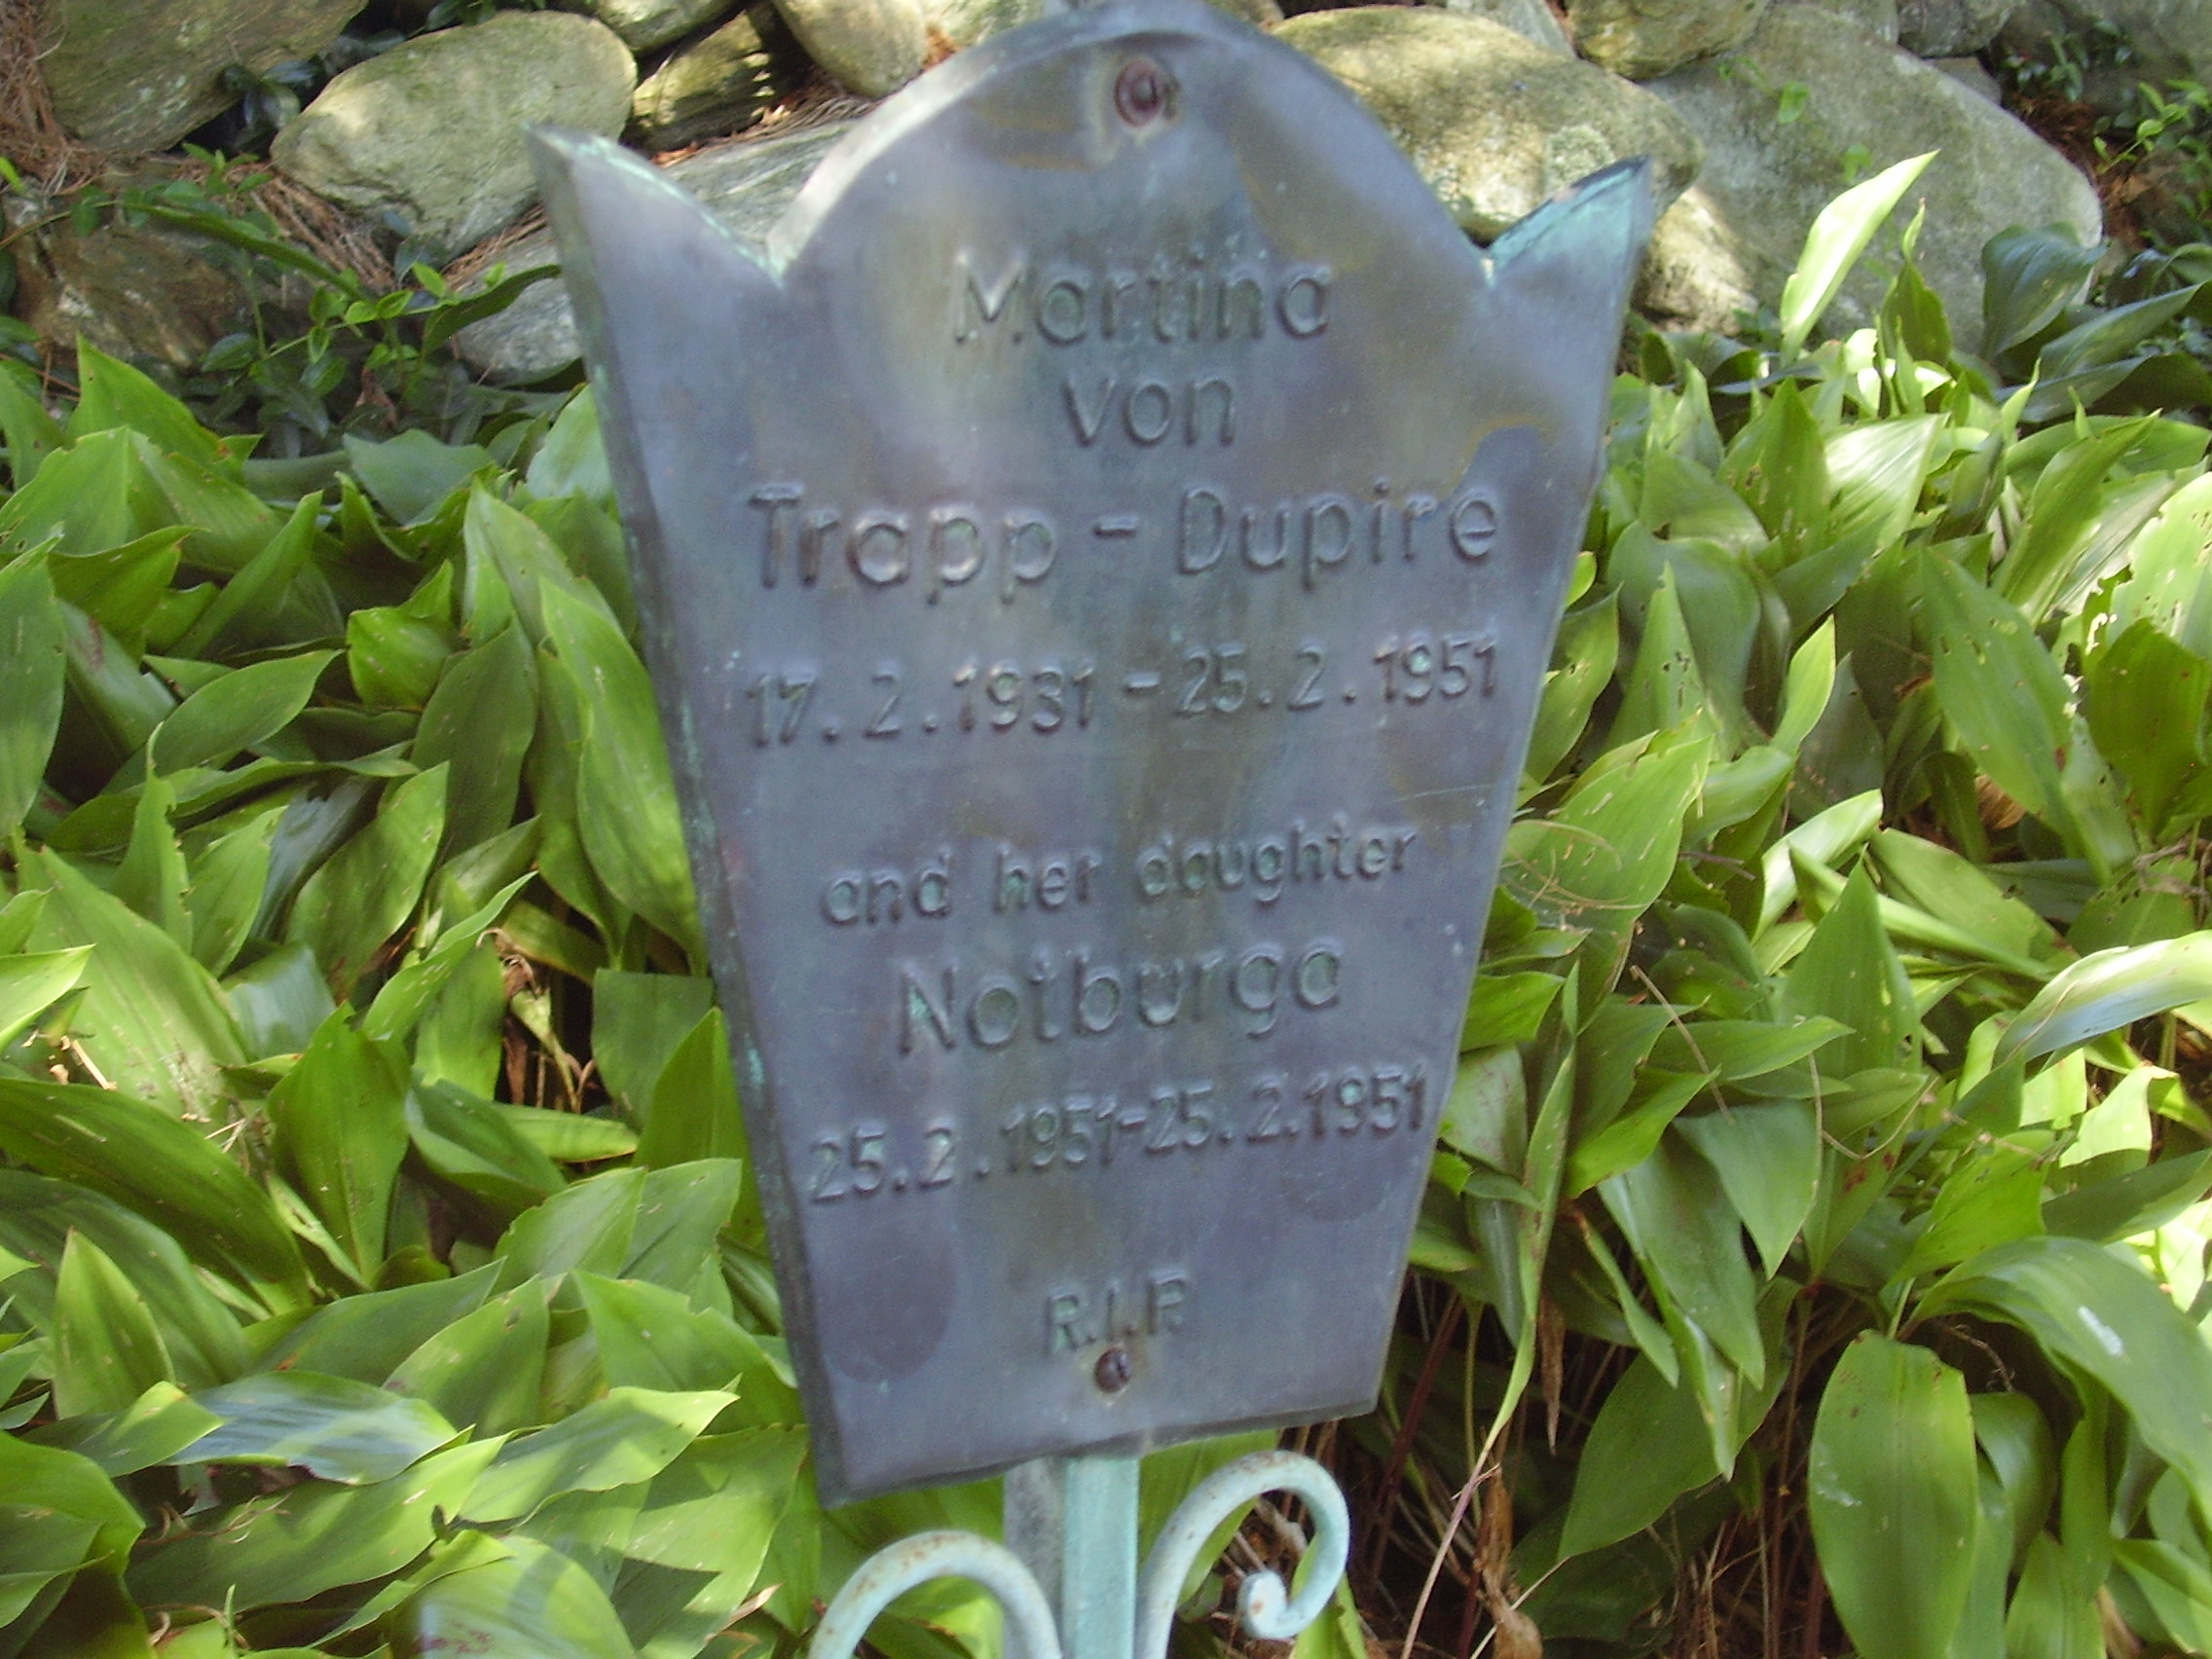 Martina
von
Trapp - Dupire
17.2.1931 - 25.2.1951
and her daughter
Notburga
25.2.1951-25.2.1951
R.I.P.